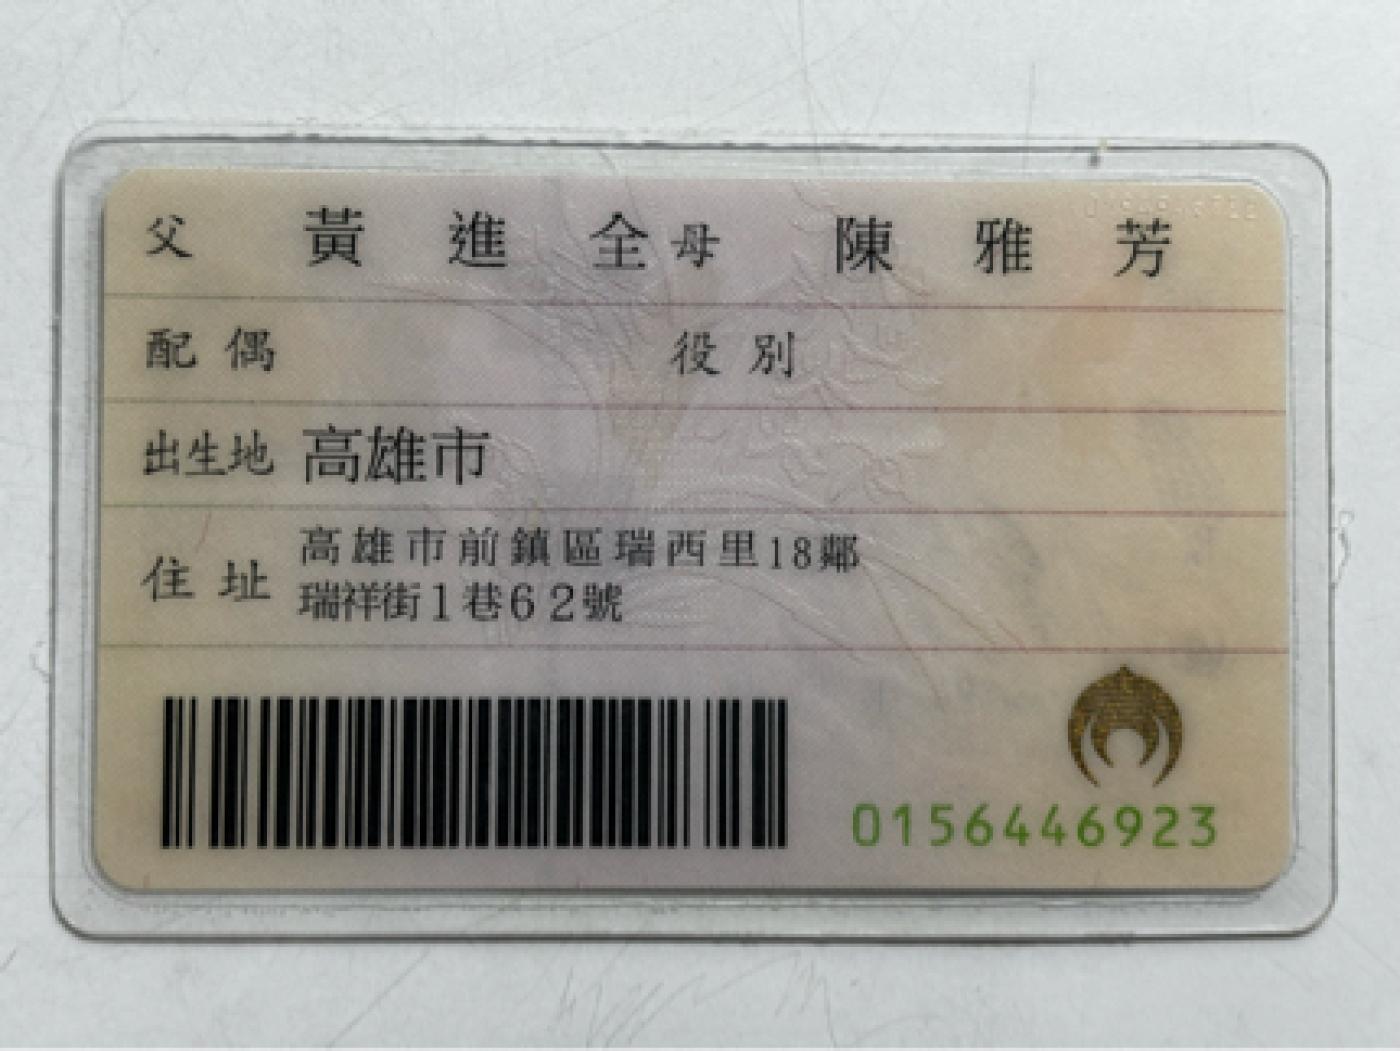 父 黃進全 母 陳雅芳
配偶 役別
出生地 高雄市
住址 高雄市前鎮區瑞西里18鄰
瑞祥街1巷62號
0156446923